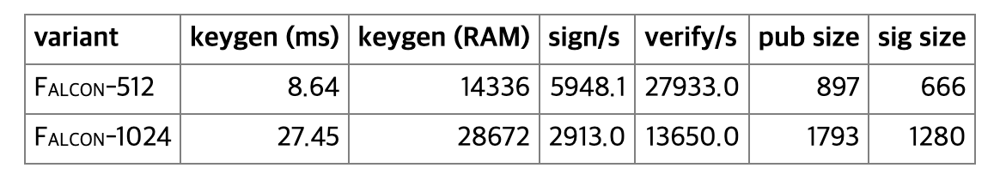 variant keygen (ms) keygen (RAM) sign/s verify/s pub size sig size
Falcon-512 8.64 14336 5948.1 27933.0 897 666
Falcon-1024 27.45 28672 2913.0 13650.0 1793 1280